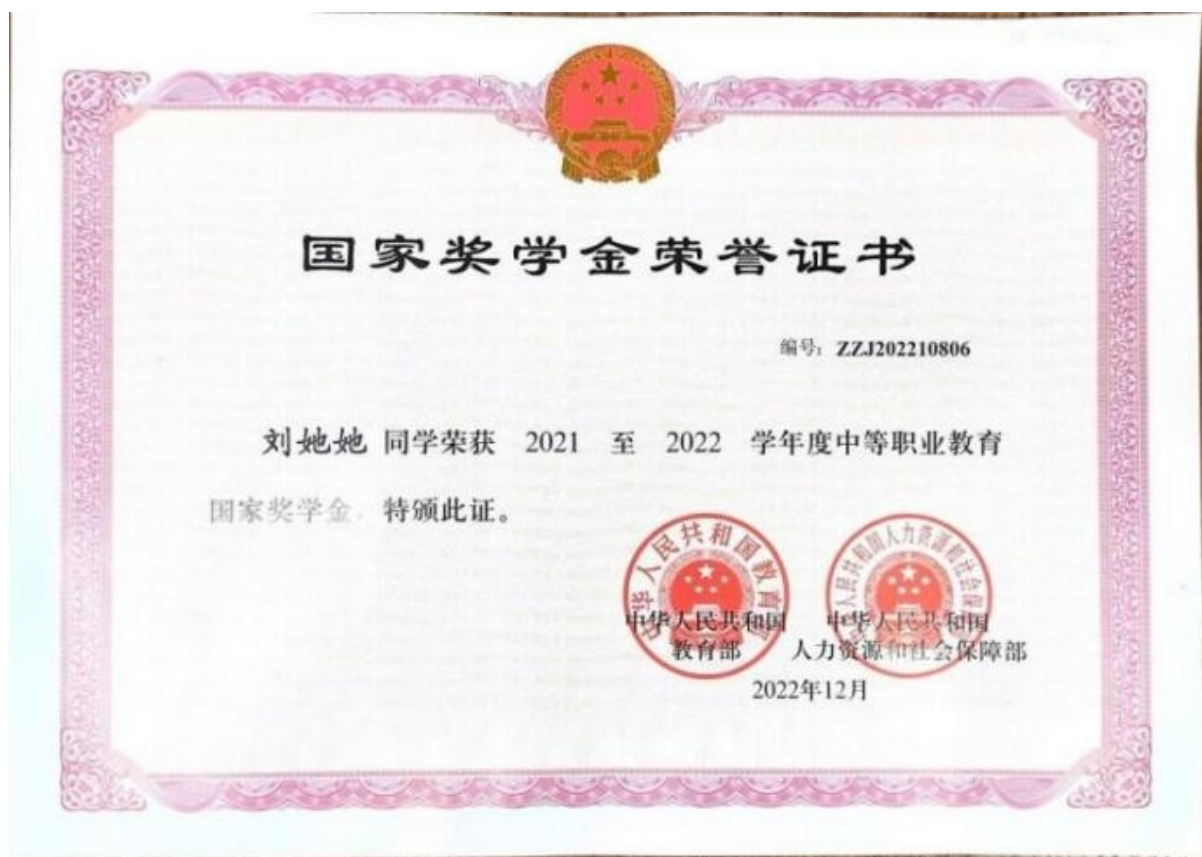 国家奖学金荣誉证书
编号：ZZJ202210806
刘她她 同学荣获 2021 至 2022 学年度中等职业教育
国家奖学金，特颁此证。
中华人民共和国教育部
中华人民共和国人力资源和社会保障部
中华人民共和国 中华人民共和国
教育部 人力资源和社会保障部
2022年12月